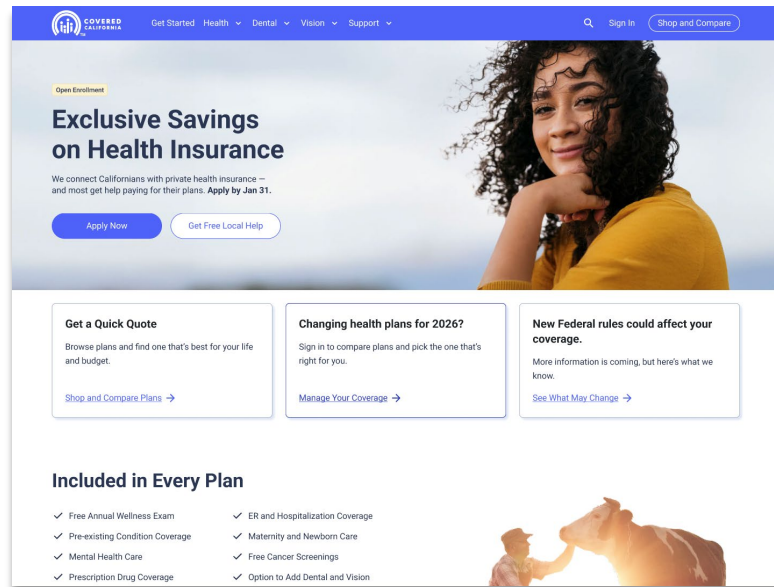 COVERED
CALIFORNIA
TM
Get Started Health Dental Vision Support
Sign In Shop and Compare
Open Enrollment
Exclusive Savings
on Health Insurance
We connect Californians with private health insurance —
and most get help paying for their plans. Apply by Jan 31.
Apply Now Get Free Local Help
Get a Quick Quote
Browse plans and find one that's best for your life
and budget.
Shop and Compare Plans →
Changing health plans for 2026?
Sign in to compare plans and pick the one that's
right for you.
Manage Your Coverage →
New Federal rules could affect your
coverage.
More information is coming, but here's what we
know.
See What May Change →
Included in Every Plan
✓ Free Annual Wellness Exam
✓ Pre-existing Condition Coverage
✓ Mental Health Care
✓ Prescription Drug Coverage
✓ ER and Hospitalization Coverage
✓ Maternity and Newborn Care
✓ Free Cancer Screenings
✓ Option to Add Dental and Vision